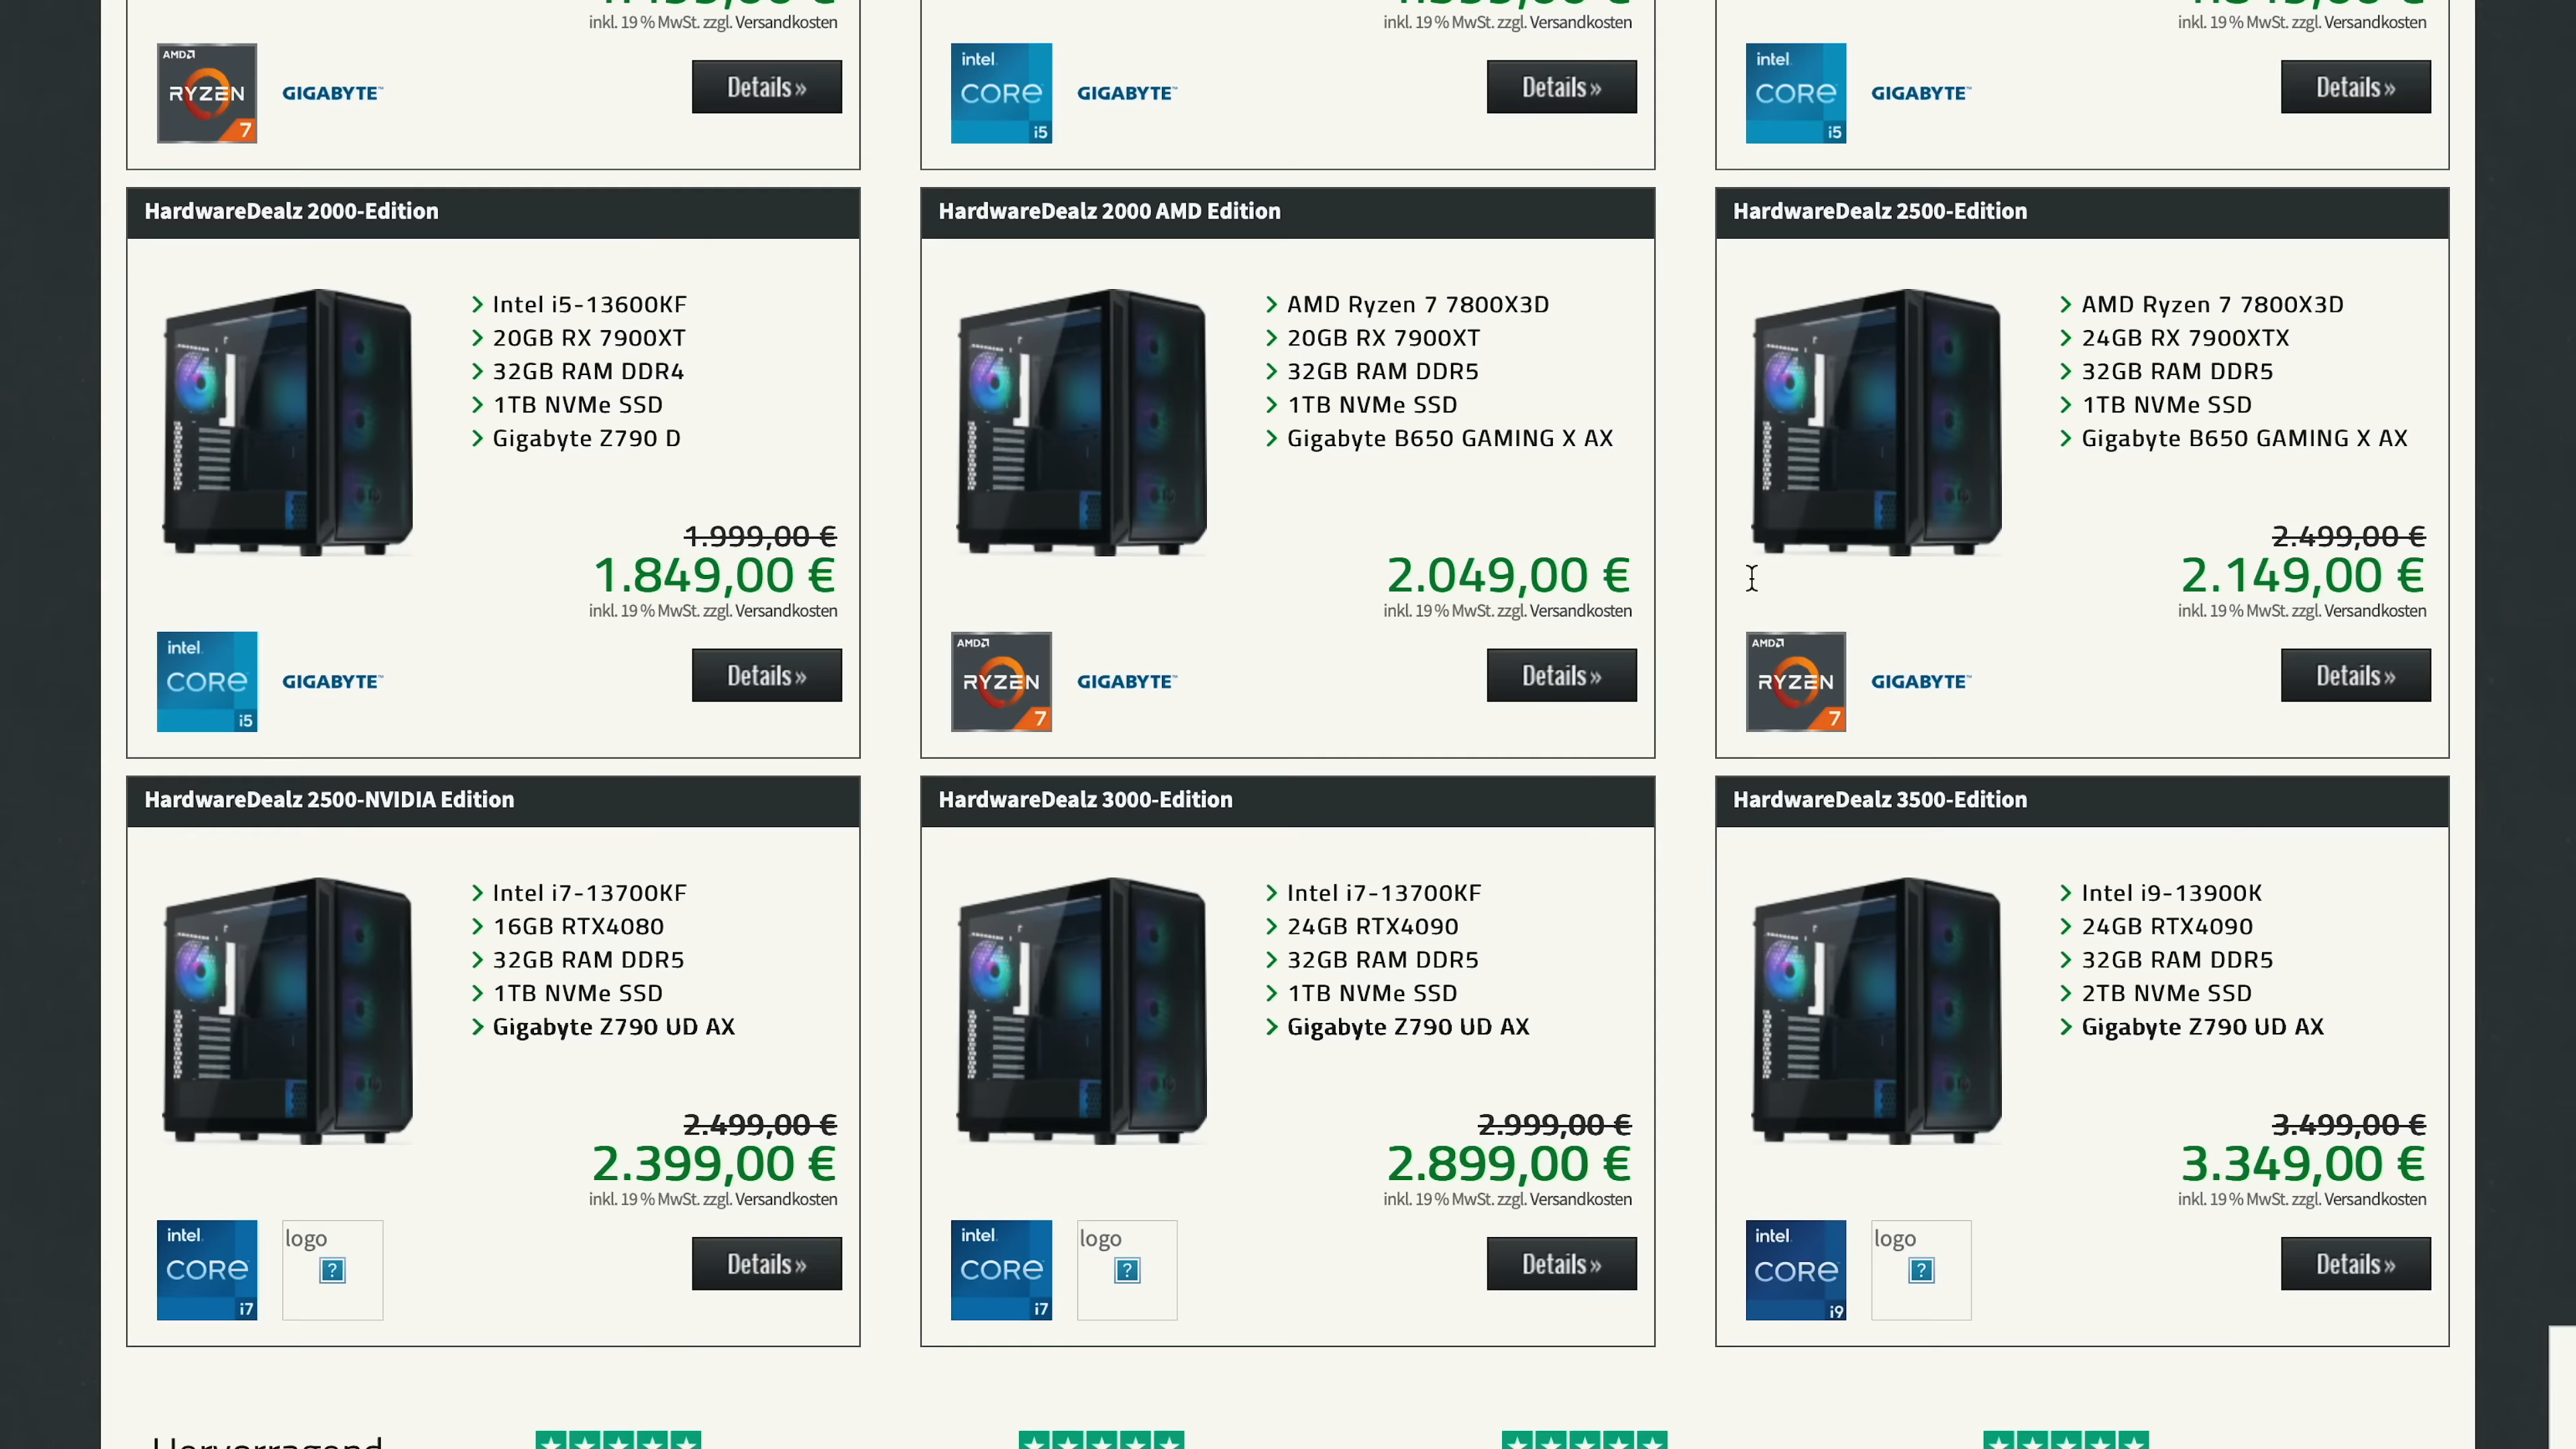 inkl. 19 % MwSt. zzgl. Versandkosten
inkl. 19 % MwSt. zzgl. Versandkosten
inkl. 19 % MwSt. zzgl. Versandkosten
AMD
RYZEN
7
GIGABYTE™
Details »
intel.
CORE
i5
GIGABYTE™
Details »
intel.
CORE
i5
GIGABYTE™
Details »
HardwareDealz 2000-Edition
Intel i5-13600KF
20GB RX 7900XT
32GB RAM DDR4
1TB NVMe SSD
Gigabyte Z790 D
1.999,00 €
1.849,00 €
inkl. 19 % MwSt. zzgl. Versandkosten
intel.
CORE
i5
GIGABYTE™
Details »
HardwareDealz 2000 AMD Edition
AMD Ryzen 7 7800X3D
20GB RX 7900XT
32GB RAM DDR5
1TB NVMe SSD
Gigabyte B650 GAMING X AX
2.049,00 €
inkl. 19 % MwSt. zzgl. Versandkosten
AMD
RYZEN
7
GIGABYTE™
Details »
HardwareDealz 2500-Edition
AMD Ryzen 7 7800X3D
24GB RX 7900XTX
32GB RAM DDR5
1TB NVMe SSD
Gigabyte B650 GAMING X AX
2.499,00 €
2.149,00 €
inkl. 19 % MwSt. zzgl. Versandkosten
AMD
RYZEN
7
GIGABYTE™
Details »
HardwareDealz 2500-NVIDIA Edition
Intel i7-13700KF
16GB RTX4080
32GB RAM DDR5
1TB NVMe SSD
Gigabyte Z790 UD AX
2.499,00 €
2.399,00 €
inkl. 19 % MwSt. zzgl. Versandkosten
intel.
CORE
i7
logo
?
Details »
HardwareDealz 3000-Edition
Intel i7-13700KF
24GB RTX4090
32GB RAM DDR5
1TB NVMe SSD
Gigabyte Z790 UD AX
2.999,00 €
2.899,00 €
inkl. 19 % MwSt. zzgl. Versandkosten
intel.
CORE
i7
logo
?
Details »
HardwareDealz 3500-Edition
Intel i9-13900K
24GB RTX4090
32GB RAM DDR5
2TB NVMe SSD
Gigabyte Z790 UD AX
3.499,00 €
3.349,00 €
inkl. 19 % MwSt. zzgl. Versandkosten
intel.
CORE
i9
logo
?
Details »
Hervorragend